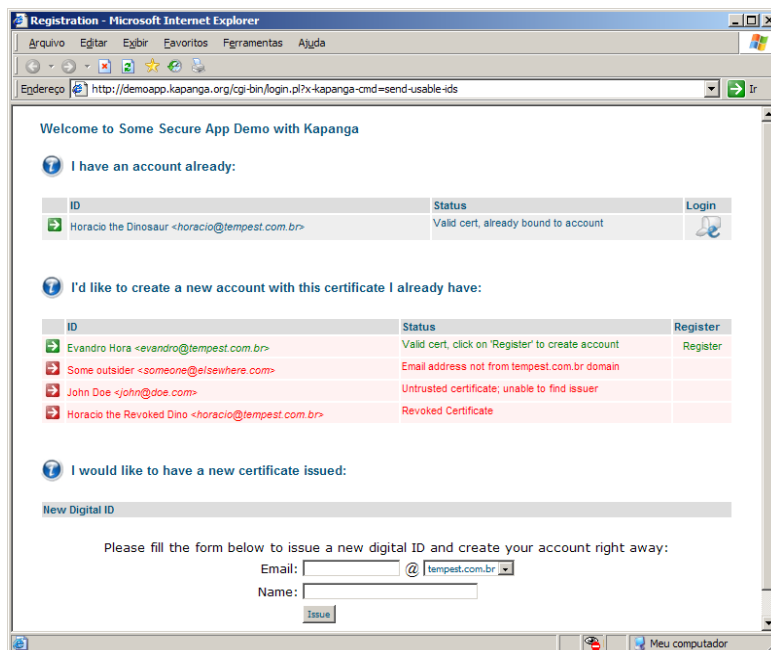 Registration - Microsoft Internet Explorer
Arquivo Editar Exibir Favoritos Ferramentas Ajuda
Endereço http://demoapp.kapanga.org/cgi-bin/login.pl?x-kapanga-cmd=send-usable-ids Ir
Welcome to Some Secure App Demo with Kapanga
I have an account already:
ID Status Login
Horacio the Dinosaur <horacio@tempest.com.br> Valid cert, already bound to account
I'd like to create a new account with this certificate I already have:
ID Status Register
Evandro Hora <evandro@tempest.com.br> Valid cert, click on 'Register' to create account Register
Some outsider <someone@elsewhere.com> Email address not from tempest.com.br domain
John Doe <john@doe.com> Untrusted certificate; unable to find issuer
Horacio the Revoked Dino <horacio@tempest.com.br> Revoked Certificate
I would like to have a new certificate issued:
New Digital ID
Please fill the form below to issue a new digital ID and create your account right away:
Email: @ tempest.com.br
Name:
Issue
Meu computador